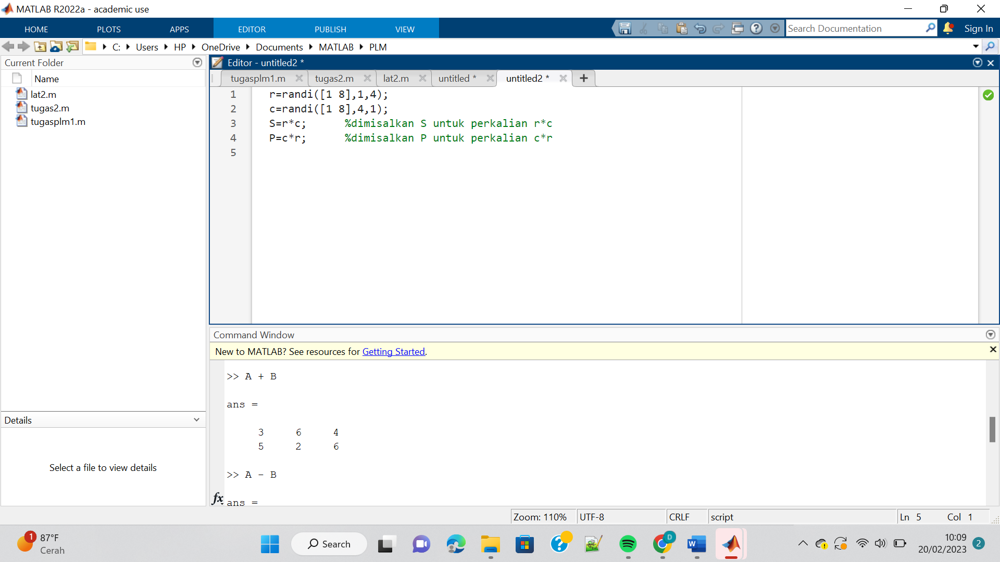 MATLAB R2022a - academic use
HOME PLOTS APPS EDITOR PUBLISH VIEW Search Documentation Sign In
C: Users HP OneDrive Documents MATLAB PLM
Current Folder
Name
lat2.m
tugas2.m
tugasplm1.m
Details
Select a file to view details
Editor - untitled2 *
tugasplm1.m tugas2.m lat2.m untitled * untitled2 *
1 r=randi([1 8],1,4);
2 c=randi([1 8],4,1);
3 S=r*c; %dimisalkan S untuk perkalian r*c
4 P=c*r; %dimisalkan P untuk perkalian c*r
5
Command Window
New to MATLAB? See resources for Getting Started.
>> A + B
ans =
3 6 4
5 2 6
>> A - B
fx ans =
Zoom: 110% UTF-8 CRLF script Ln 5 Col 1
1 87°F
Cerah
Search
D
W
10:09
20/02/2023
2